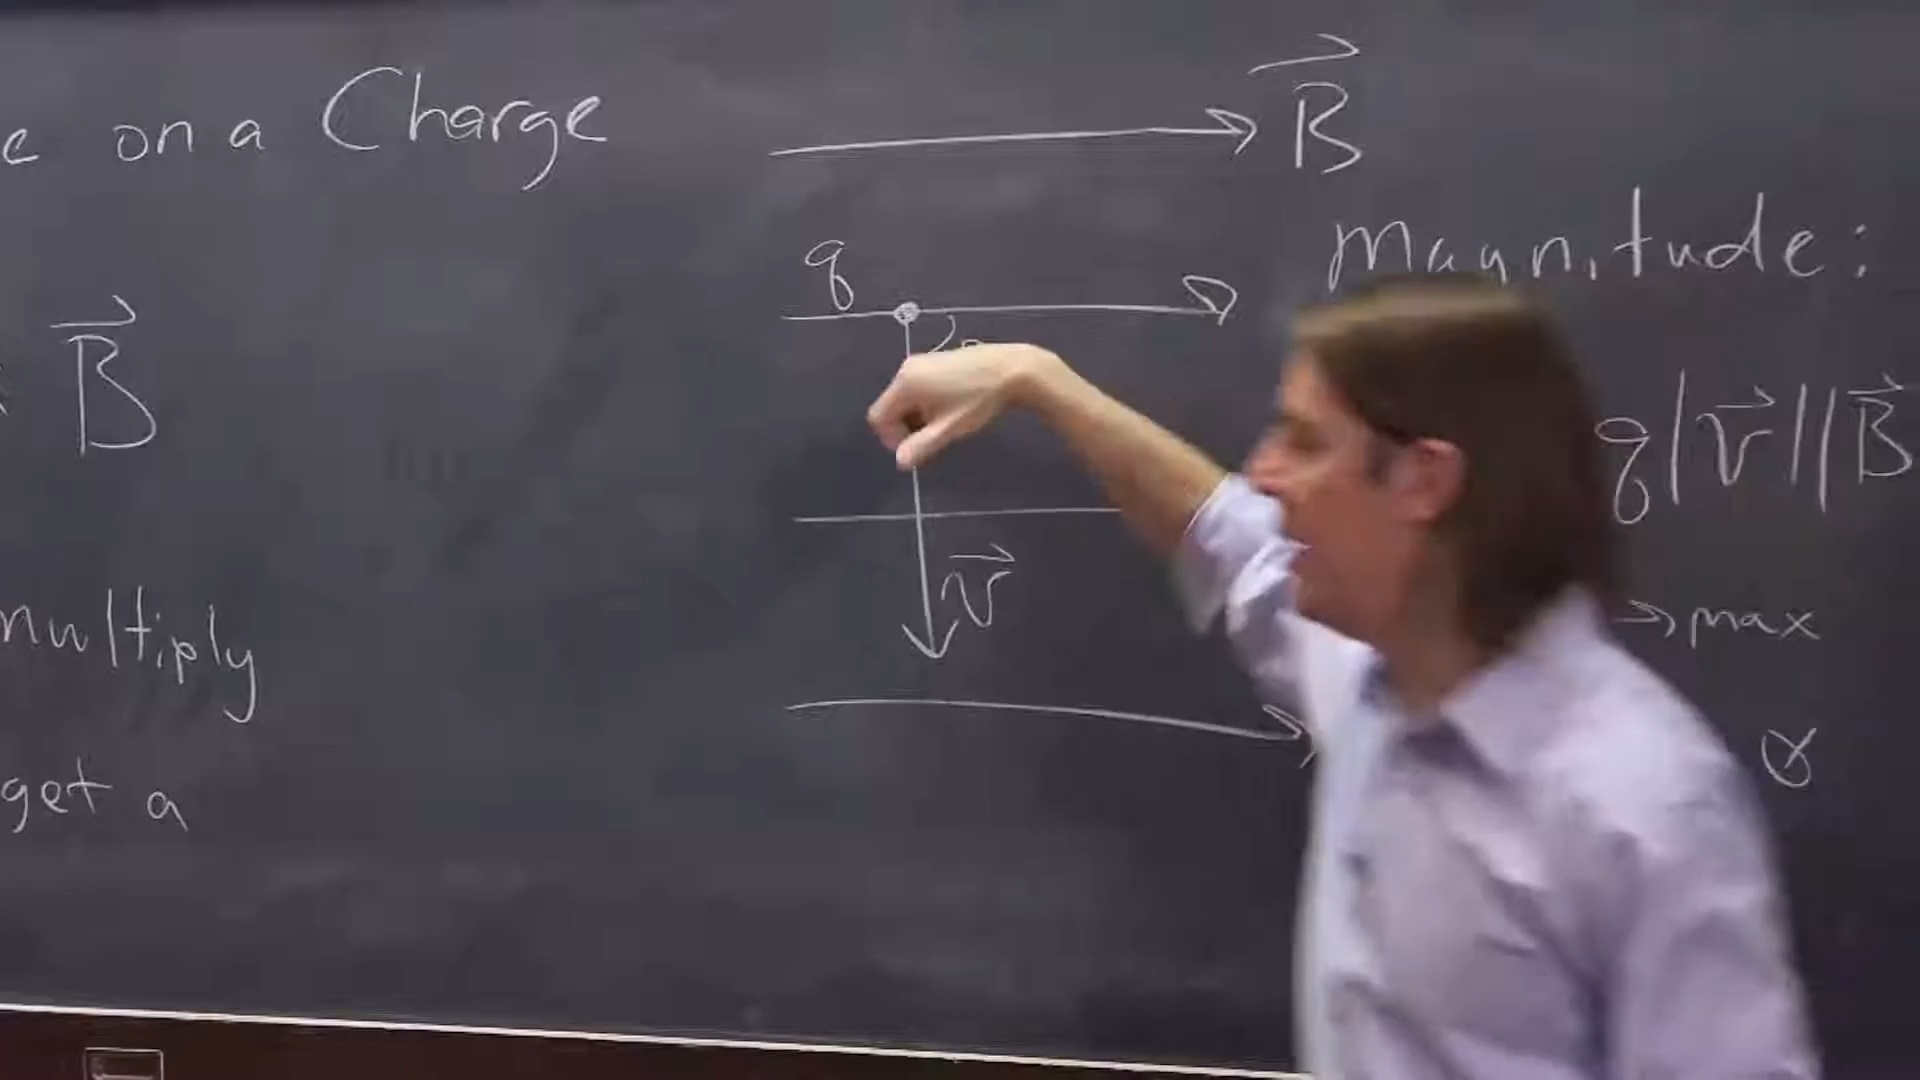 e on a Charge
B
q
Magnitude:
B
q|v||B
v
multiply
→ max
get a